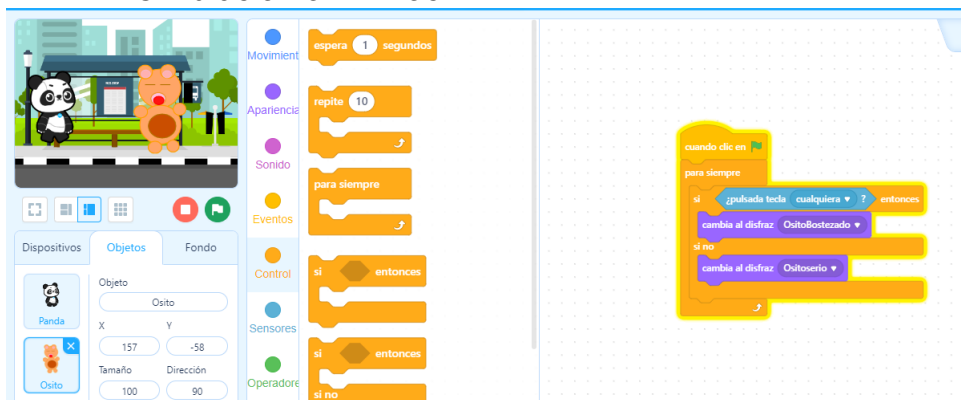 Movimient
Apariencia
Sonido
Eventos
Control
Sensores
Operadore
espera 1 segundos
repite 10
para siempre
si entonces
si entonces
si no
cuando clic en
para siempre
si ¿pulsada tecla cualquiera ▾ ? entonces
cambia al disfraz OsitoBostezado ▾
si no
cambia al disfraz Ositoserio ▾
Dispositivos Objetos Fondo
Panda
Osito
Objeto
Osito
X Y
157 -58
Tamaño Dirección
100 90